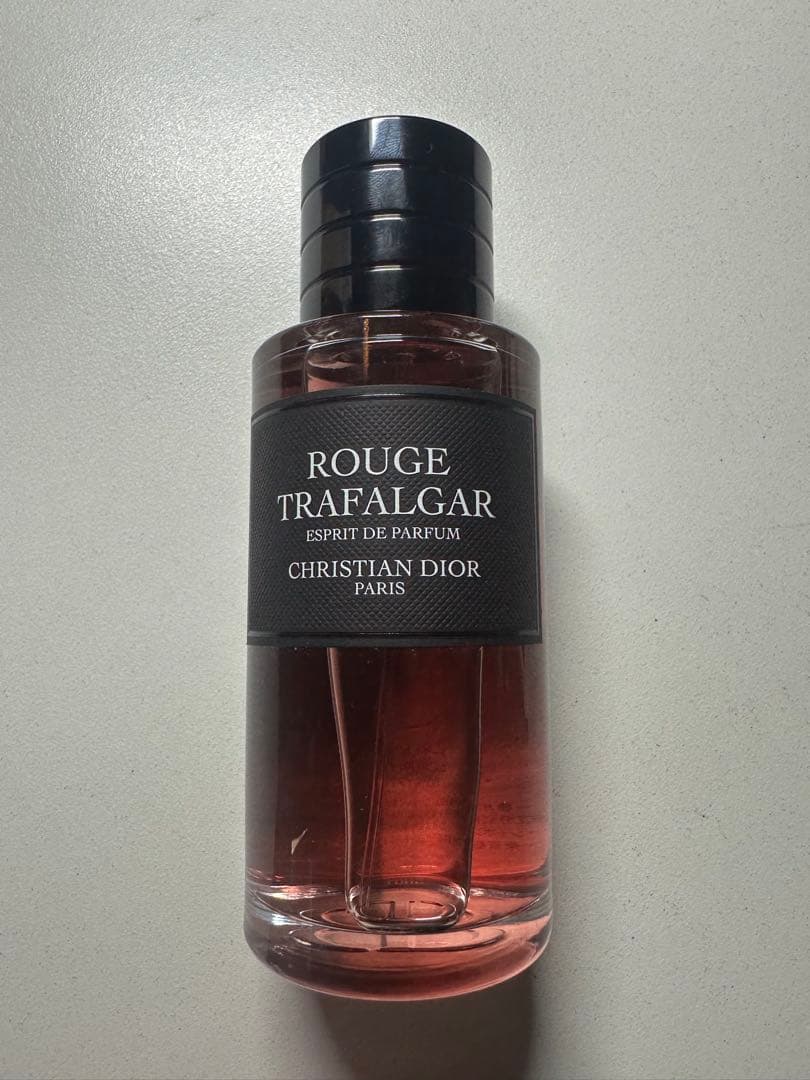 ROUGE
TRAFALGAR
ESPRIT DE PARFUM
CHRISTIAN DIOR
PARIS